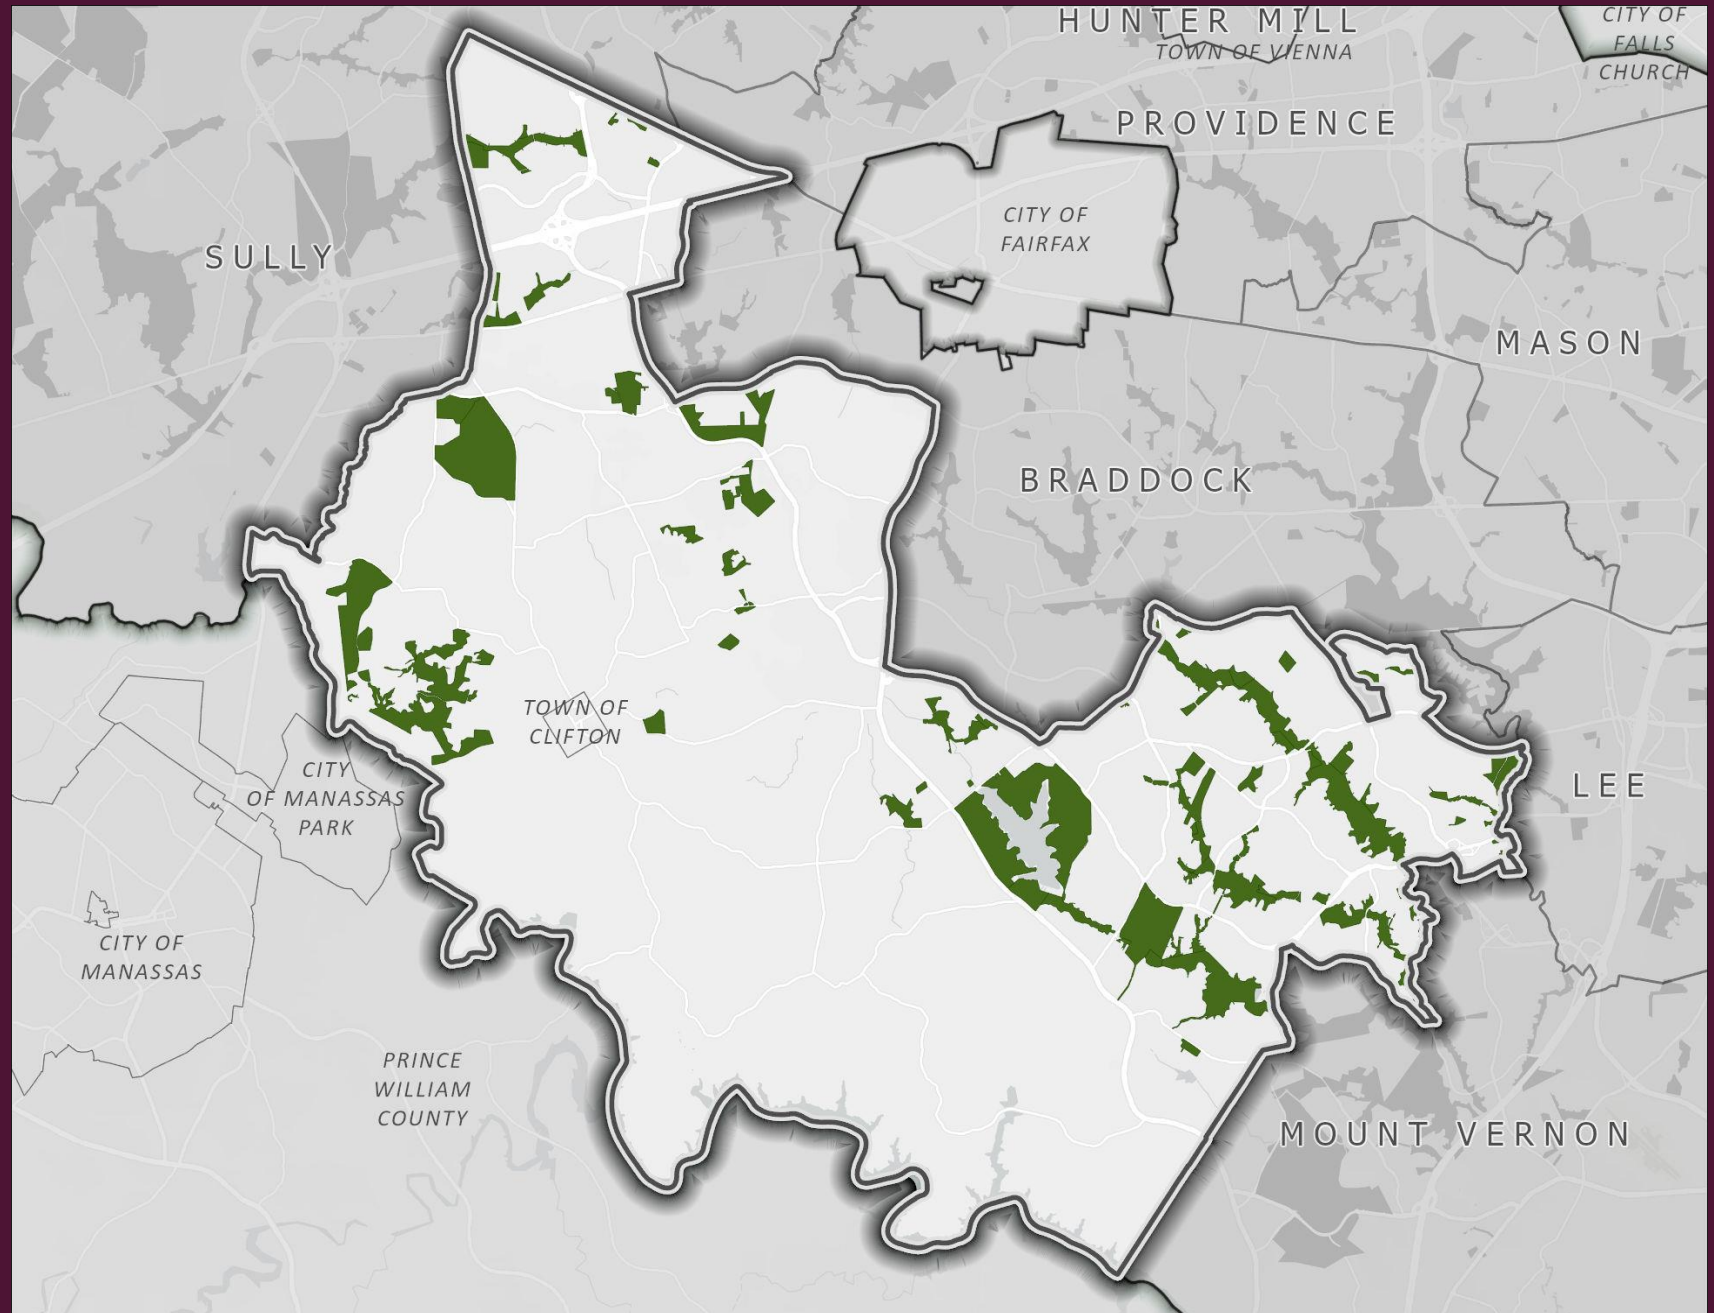 HUNTER MILL
TOWN OF VIENNA
CITY OF
FALLS
CHURCH
PROVIDENCE
CITY OF
FAIRFAX
SULLY
MASON
BRADDOCK
TOWN OF
CLIFTON
CITY
OF MANASSAS
PARK
LEE
CITY OF
MANASSAS
PRINCE
WILLIAM
COUNTY
MOUNT VERNON